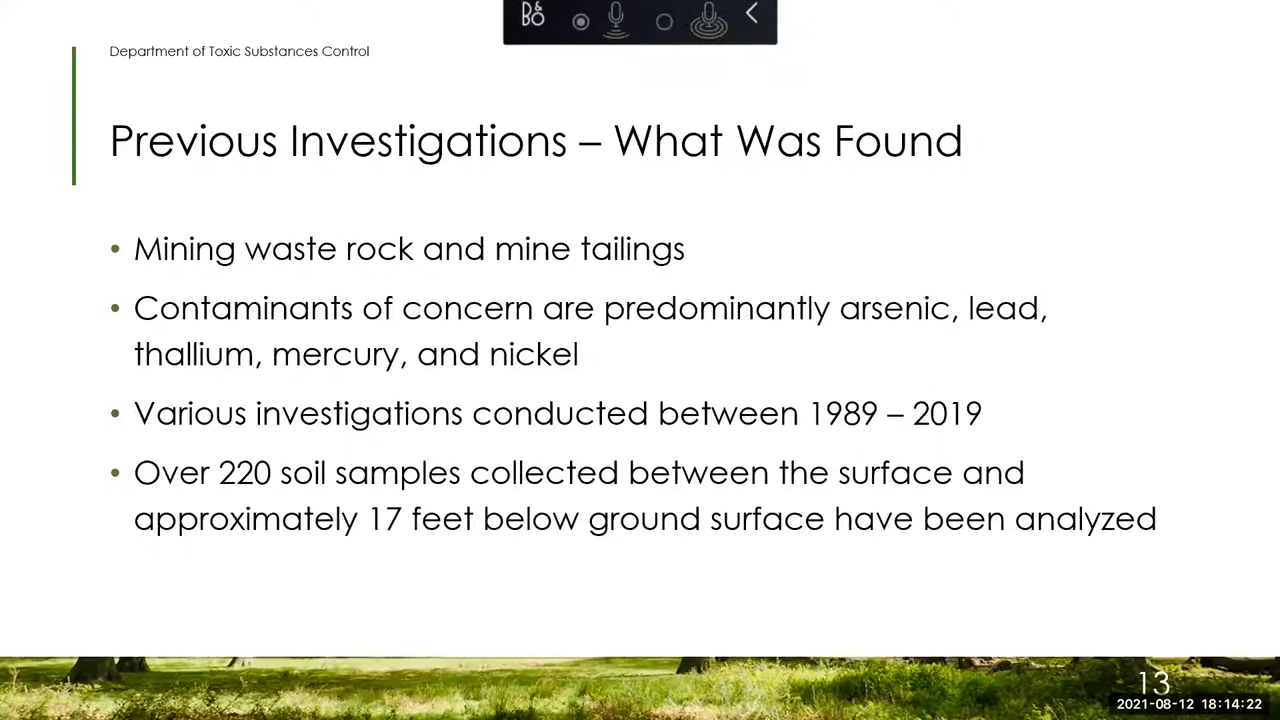 B&O
Department of Toxic Substances Control
Previous Investigations – What Was Found
• Mining waste rock and mine tailings
• Contaminants of concern are predominantly arsenic, lead,
thallium, mercury, and nickel
• Various investigations conducted between 1989 – 2019
• Over 220 soil samples collected between the surface and
approximately 17 feet below ground surface have been analyzed
13
2021-08-12 18:14:22